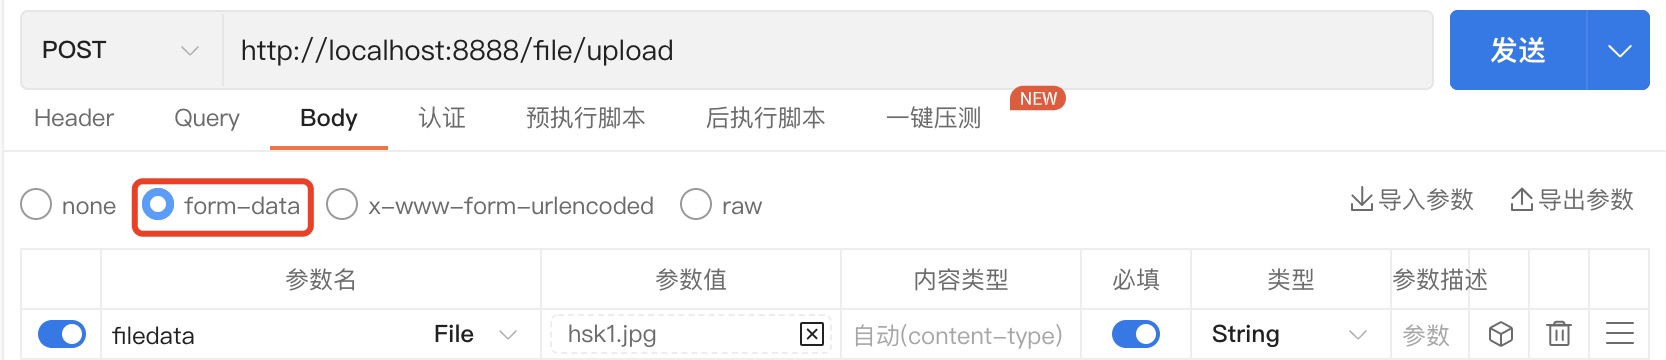 POST http://localhost:8888/file/upload 发送
Header Query Body 认证 预执行脚本 后执行脚本 一键压测 NEW
none form-data x-www-form-urlencoded raw 导入参数 导出参数
参数名 参数值 内容类型 必填 类型 参数描述
filedata File hsk1.jpg 自动(content-type) String 参数